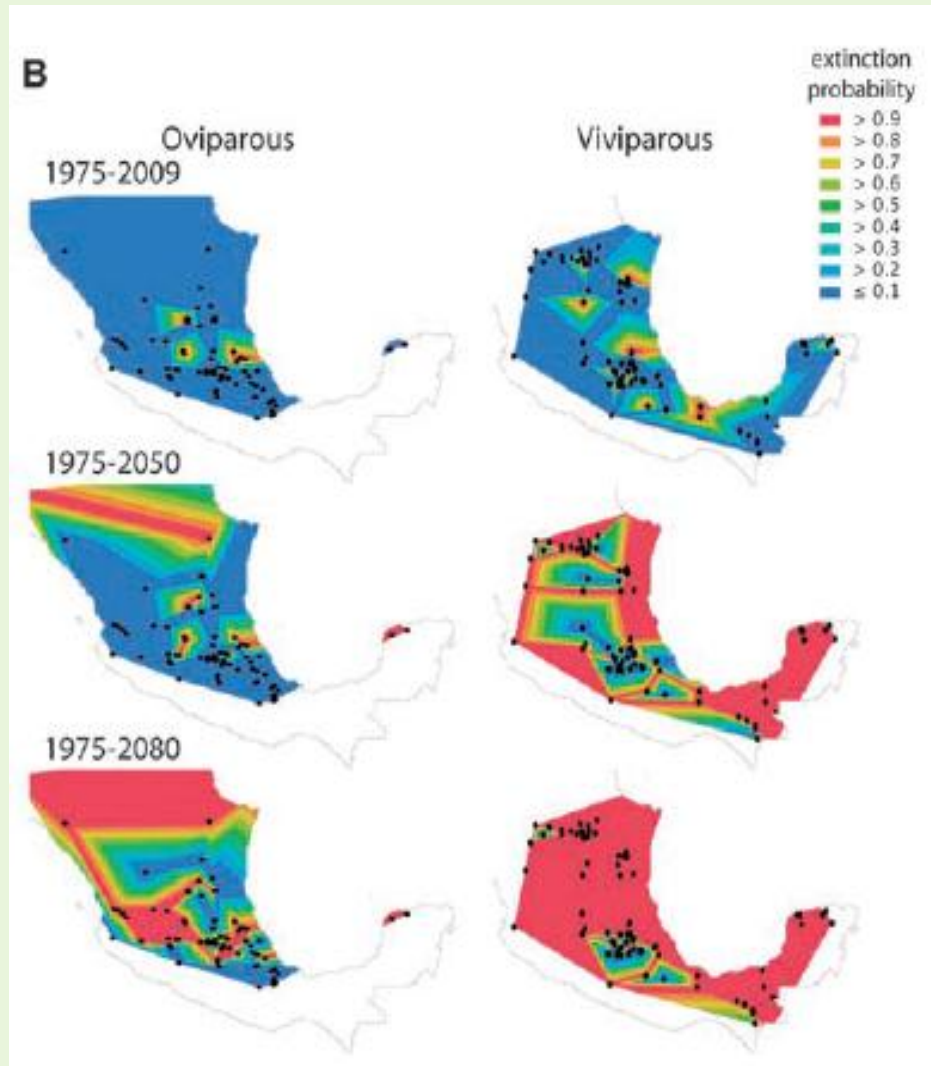 B
extinction
probability
> 0.9
> 0.8
> 0.7
> 0.6
> 0.5
> 0.4
> 0.3
> 0.2
≤ 0.1
Oviparous
Viviparous
1975-2009
1975-2050
1975-2080